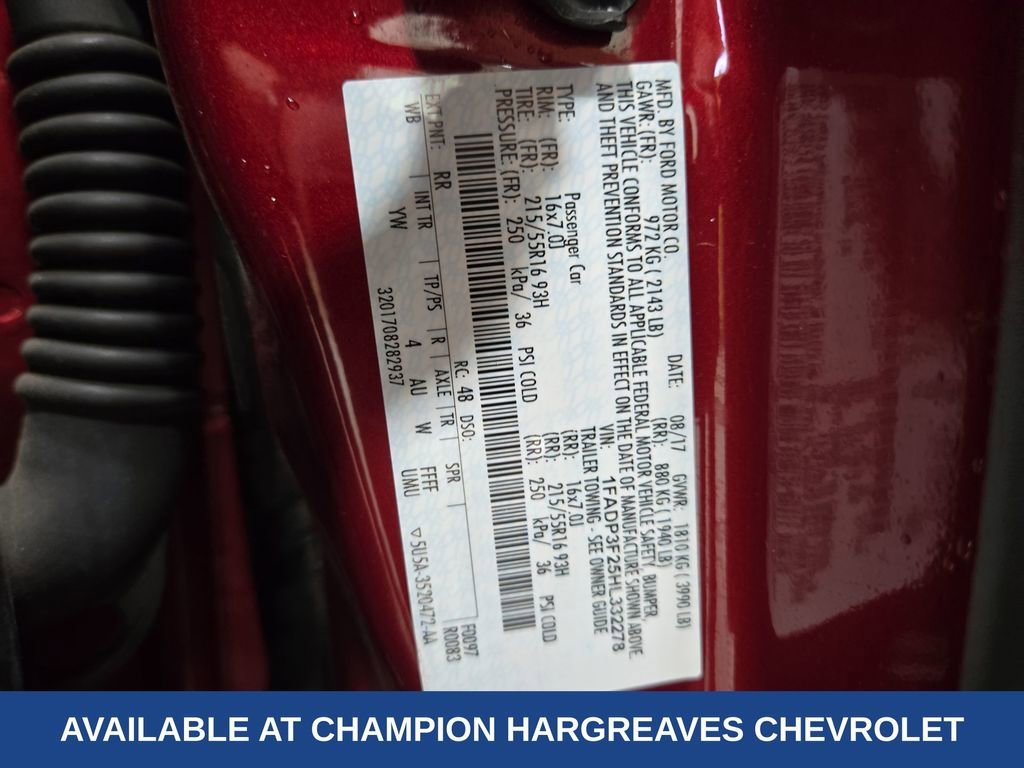 MFD. BY FORD MOTOR CO. DATE: 08/17 GVWR: 1810 KG ( 3990 LB)
GAWR: (FR): 972 KG ( 2143 LB) (RR): 880 KG ( 1940 LB)
THIS VEHICLE CONFORMS TO ALL APPLICABLE FEDERAL MOTOR VEHICLE SAFETY, BUMPER,
AND THEFT PREVENTION STANDARDS IN EFFECT ON THE DATE OF MANUFACTURE SHOWN ABOVE.
VIN: 1FADP3F25HL332278
TYPE: Passenger Car TRAILER TOWING - SEE OWNER GUIDE
RIM: (FR): 16x7.0J (RR): 16x7.0J
TIRE: (FR): 215/55R16 93H (RR): 215/55R16 93H
PRESSURE: (FR): 250 kPa/ 36 PSI COLD (RR): 250 kPa/ 36 PSI COLD
F0097
EXT PNT: RR RC: 48 DSO: R0083
WB | INT TR | TP/PS | R | AXLE | TR | SPR |
YW 4 AU W FFFF
UMU
3201708282937 ▽5U5A-3520472-AA
AVAILABLE AT CHAMPION HARGREAVES CHEVROLET